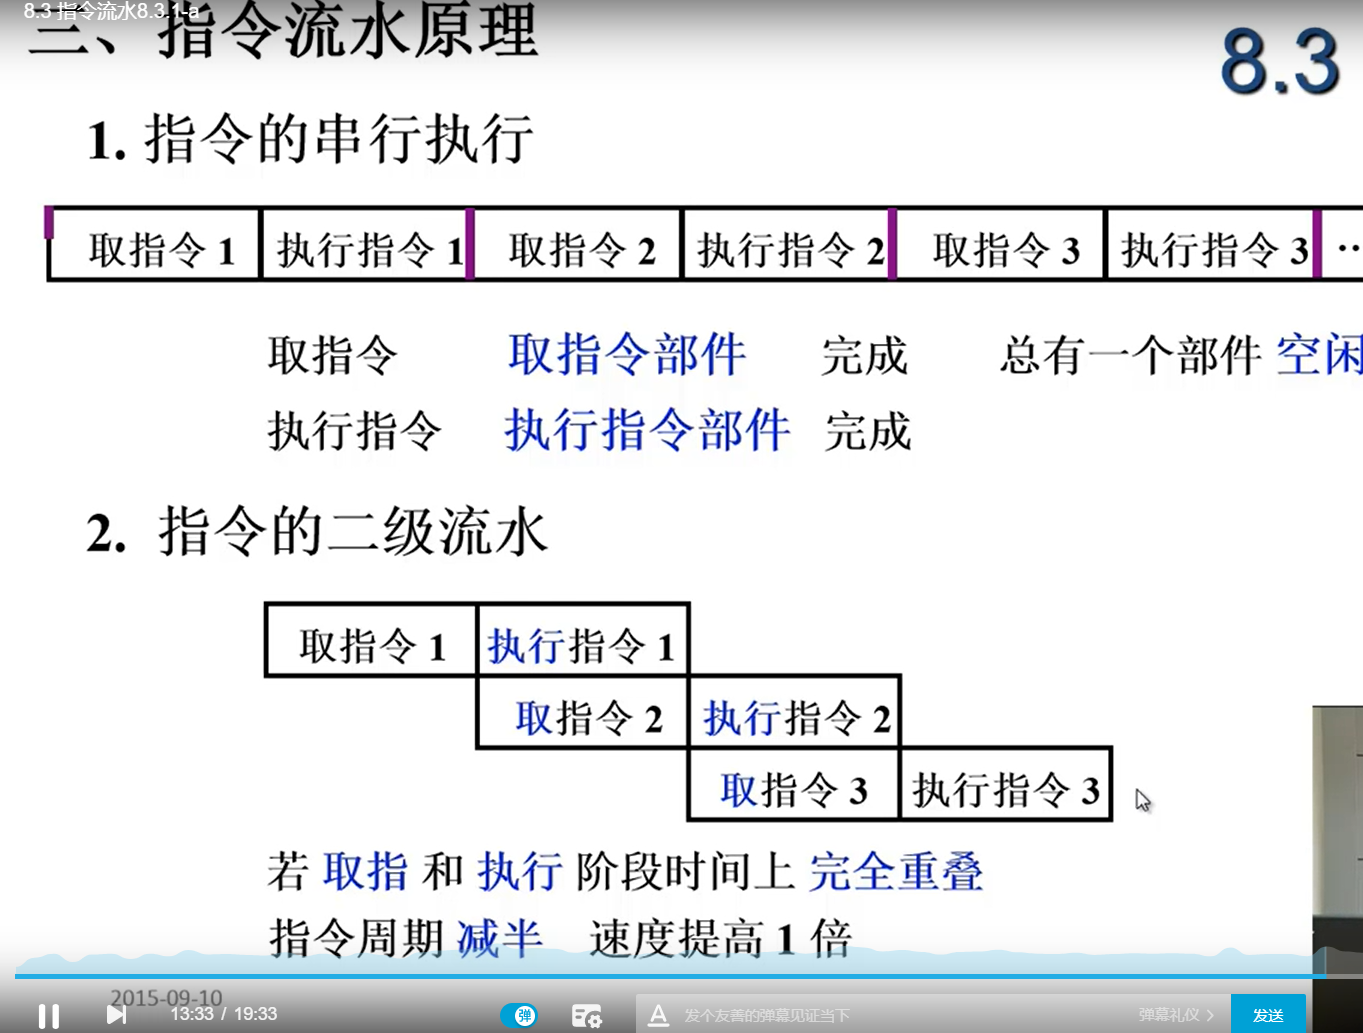 8.3 指令流水8.3.1-a
三、指令流水原理
8.3
1. 指令的串行执行
取指令 1 执行指令 1 取指令 2 执行指令 2 取指令 3 执行指令 3 ··
取指令 取指令部件 完成 总有一个部件 空闲
执行指令 执行指令部件 完成
2. 指令的二级流水
取指令 1 执行指令 1
取指令 2 执行指令 2
取指令 3 执行指令 3
若 取指 和 执行 阶段时间上 完全重叠
指令周期 减半 速度提高 1 倍
2015-09-10
13:33 / 19:33 弹 A 发个友善的弹幕见证当下 弹幕礼仪 > 发送